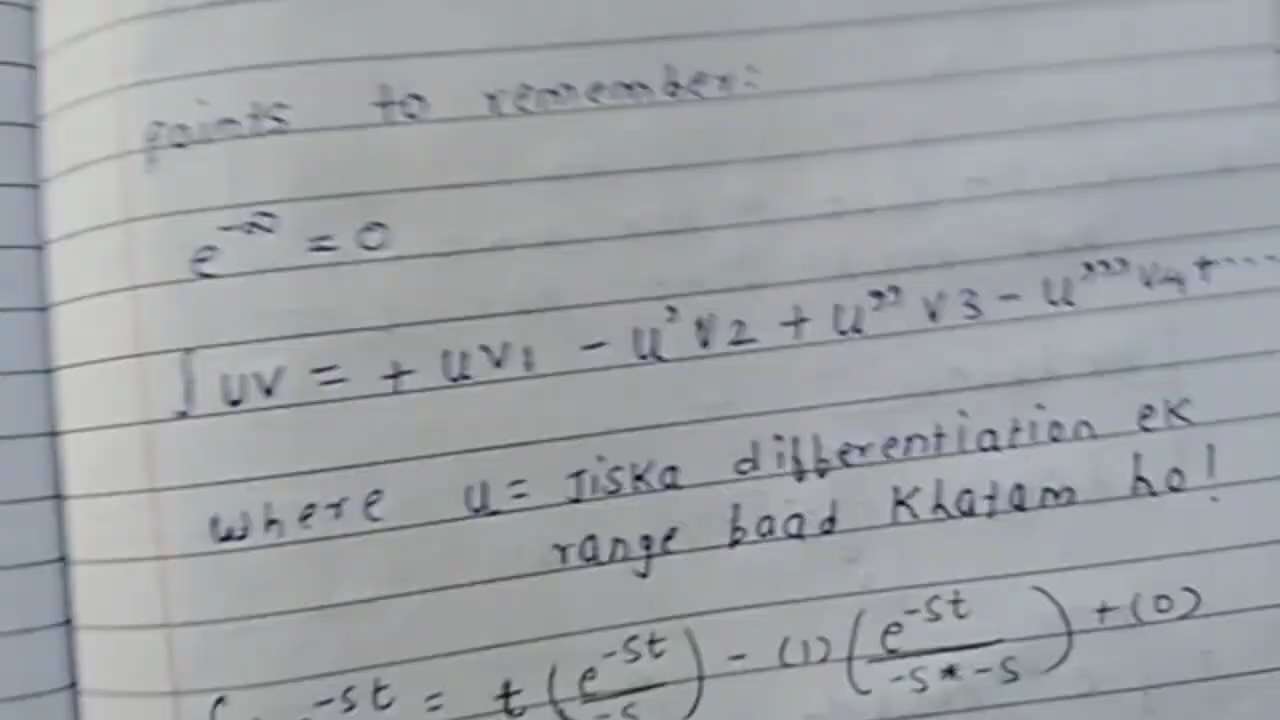 points to remember:
e^-∞ = 0
∫ uv = + uv1 - u'v2 + u''v3 - u'''v4 + ....
where u = Jiska differentiation ek
range baad Khatam ho!
-st = t(e^-st/-s) - (1)(e^-st/-s*-s) + (0)